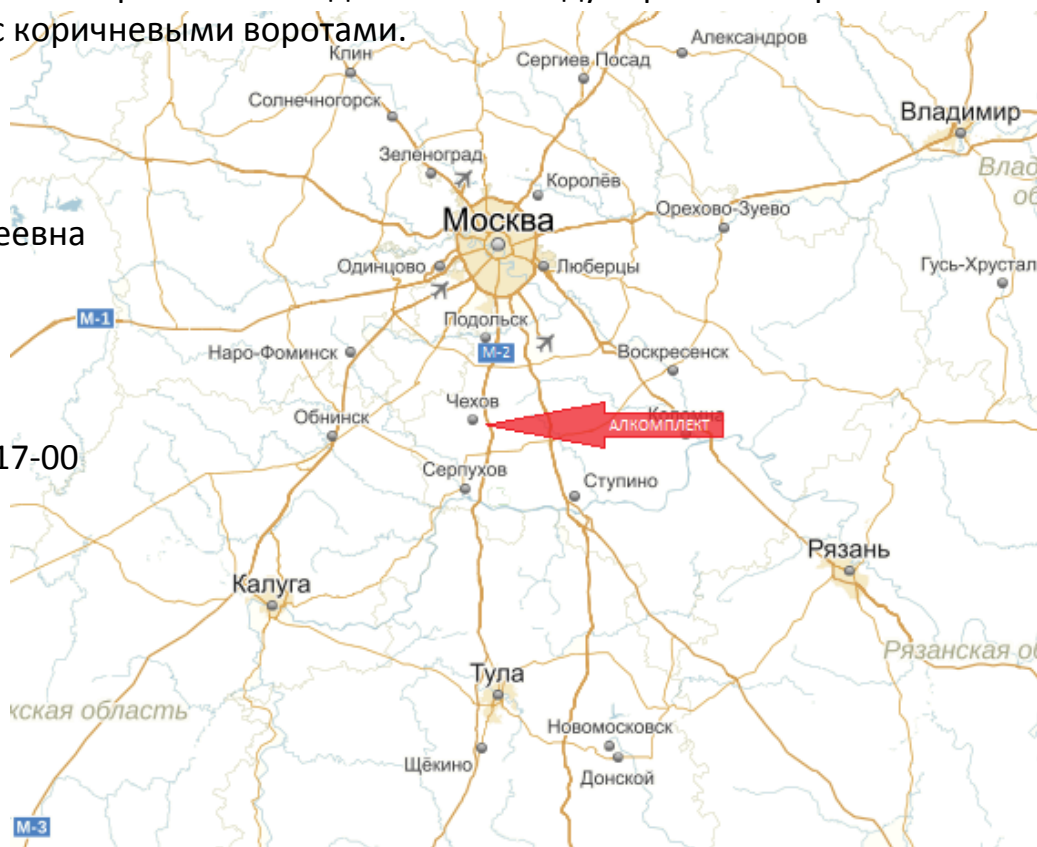 с коричневыми воротами.
Александров
Клин
Сергиев Посад
Солнечногорск
Владимир
Зеленоград
Королёв
Орехово-Зуево
Москва
еевна
Одинцово
Люберцы
Гусь-Хрустал
М-1
Подольск
Наро-Фоминск
М-2
Воскресенск
Чехов
Обнинск
АЛКОМПЛЕКТ
Коломна
17-00
Серпухов
Ступино
Рязань
Калуга
Рязанская об
Тула
жская область
Новомосковск
Щёкино
Донской
М-3